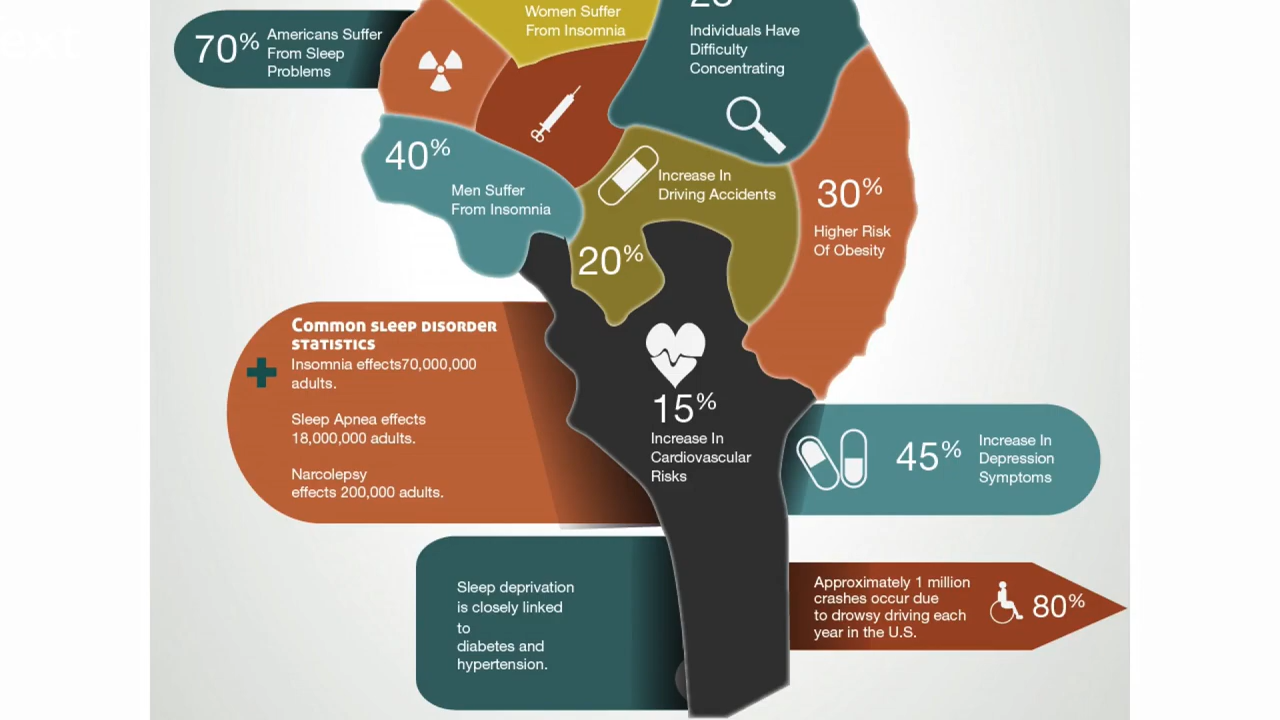 Women Suffer
From Insomnia
Individuals Have
Difficulty
Concentrating
70%
Americans Suffer
From Sleep
Problems
40%
Men Suffer
From Insomnia
Increase In
Driving Accidents
20%
30%
Higher Risk
Of Obesity
Common sleep disorder
statistics
Insomnia effects70,000,000
adults.
Sleep Apnea effects
18,000,000 adults.
Narcolepsy
effects 200,000 adults.
15%
Increase In
Cardiovascular
Risks
45%
Increase In
Depression
Symptoms
Sleep deprivation
is closely linked
to
diabetes and
hypertension.
Approximately 1 million
crashes occur due
to drowsy driving each
year in the U.S.
80%